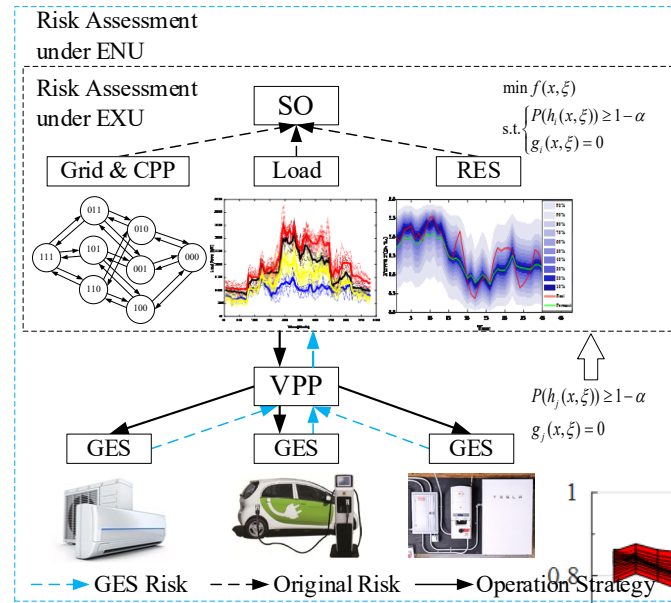 Risk Assessment
under ENU
Risk Assessment
under EXU
SO
min f(x,ξ)
s.t. { P(h_i(x,ξ)) ≥ 1−α
g_i(x,ξ) = 0
Grid & CPP
Load
RES
011
010
111
101
000
001
110
100
Real
VPP
P(h_j(x,ξ)) ≥ 1−α
g_j(x,ξ) = 0
GES
GES
GES
TESLA
1
0.8
GES Risk
Original Risk
Operation Strategy